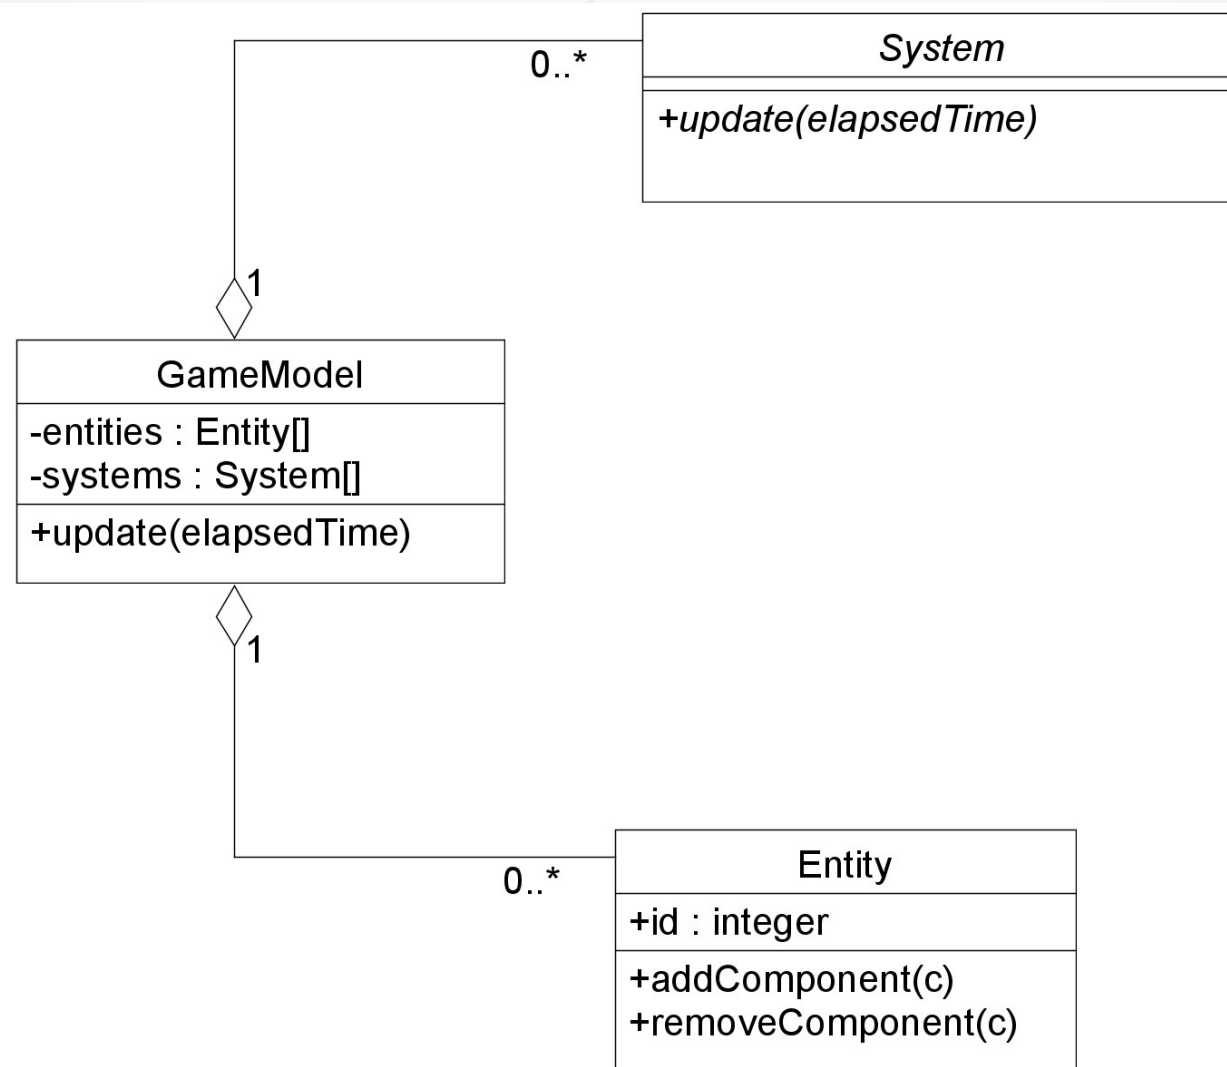 System
0..*
+update(elapsedTime)
1
GameModel
-entities : Entity[]
-systems : System[]
+update(elapsedTime)
1
0..*
Entity
+id : integer
+addComponent(c)
+removeComponent(c)